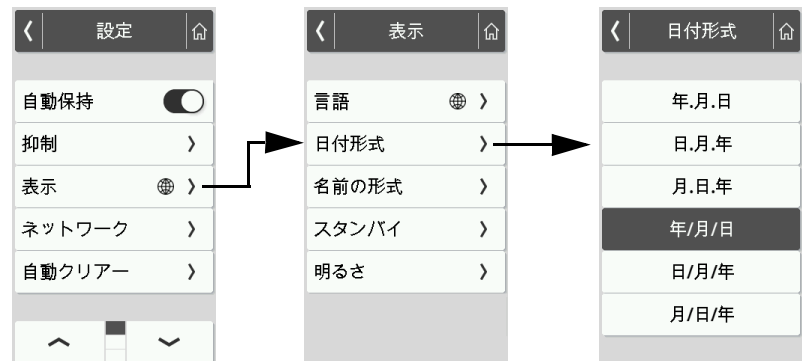 設定
自動保持
抑制
表示
ネットワーク
自動クリアー
表示
言語
日付形式
名前の形式
スタンバイ
明るさ
日付形式
年.月.日
日.月.年
月.日.年
年/月/日
日/月/年
月/日/年